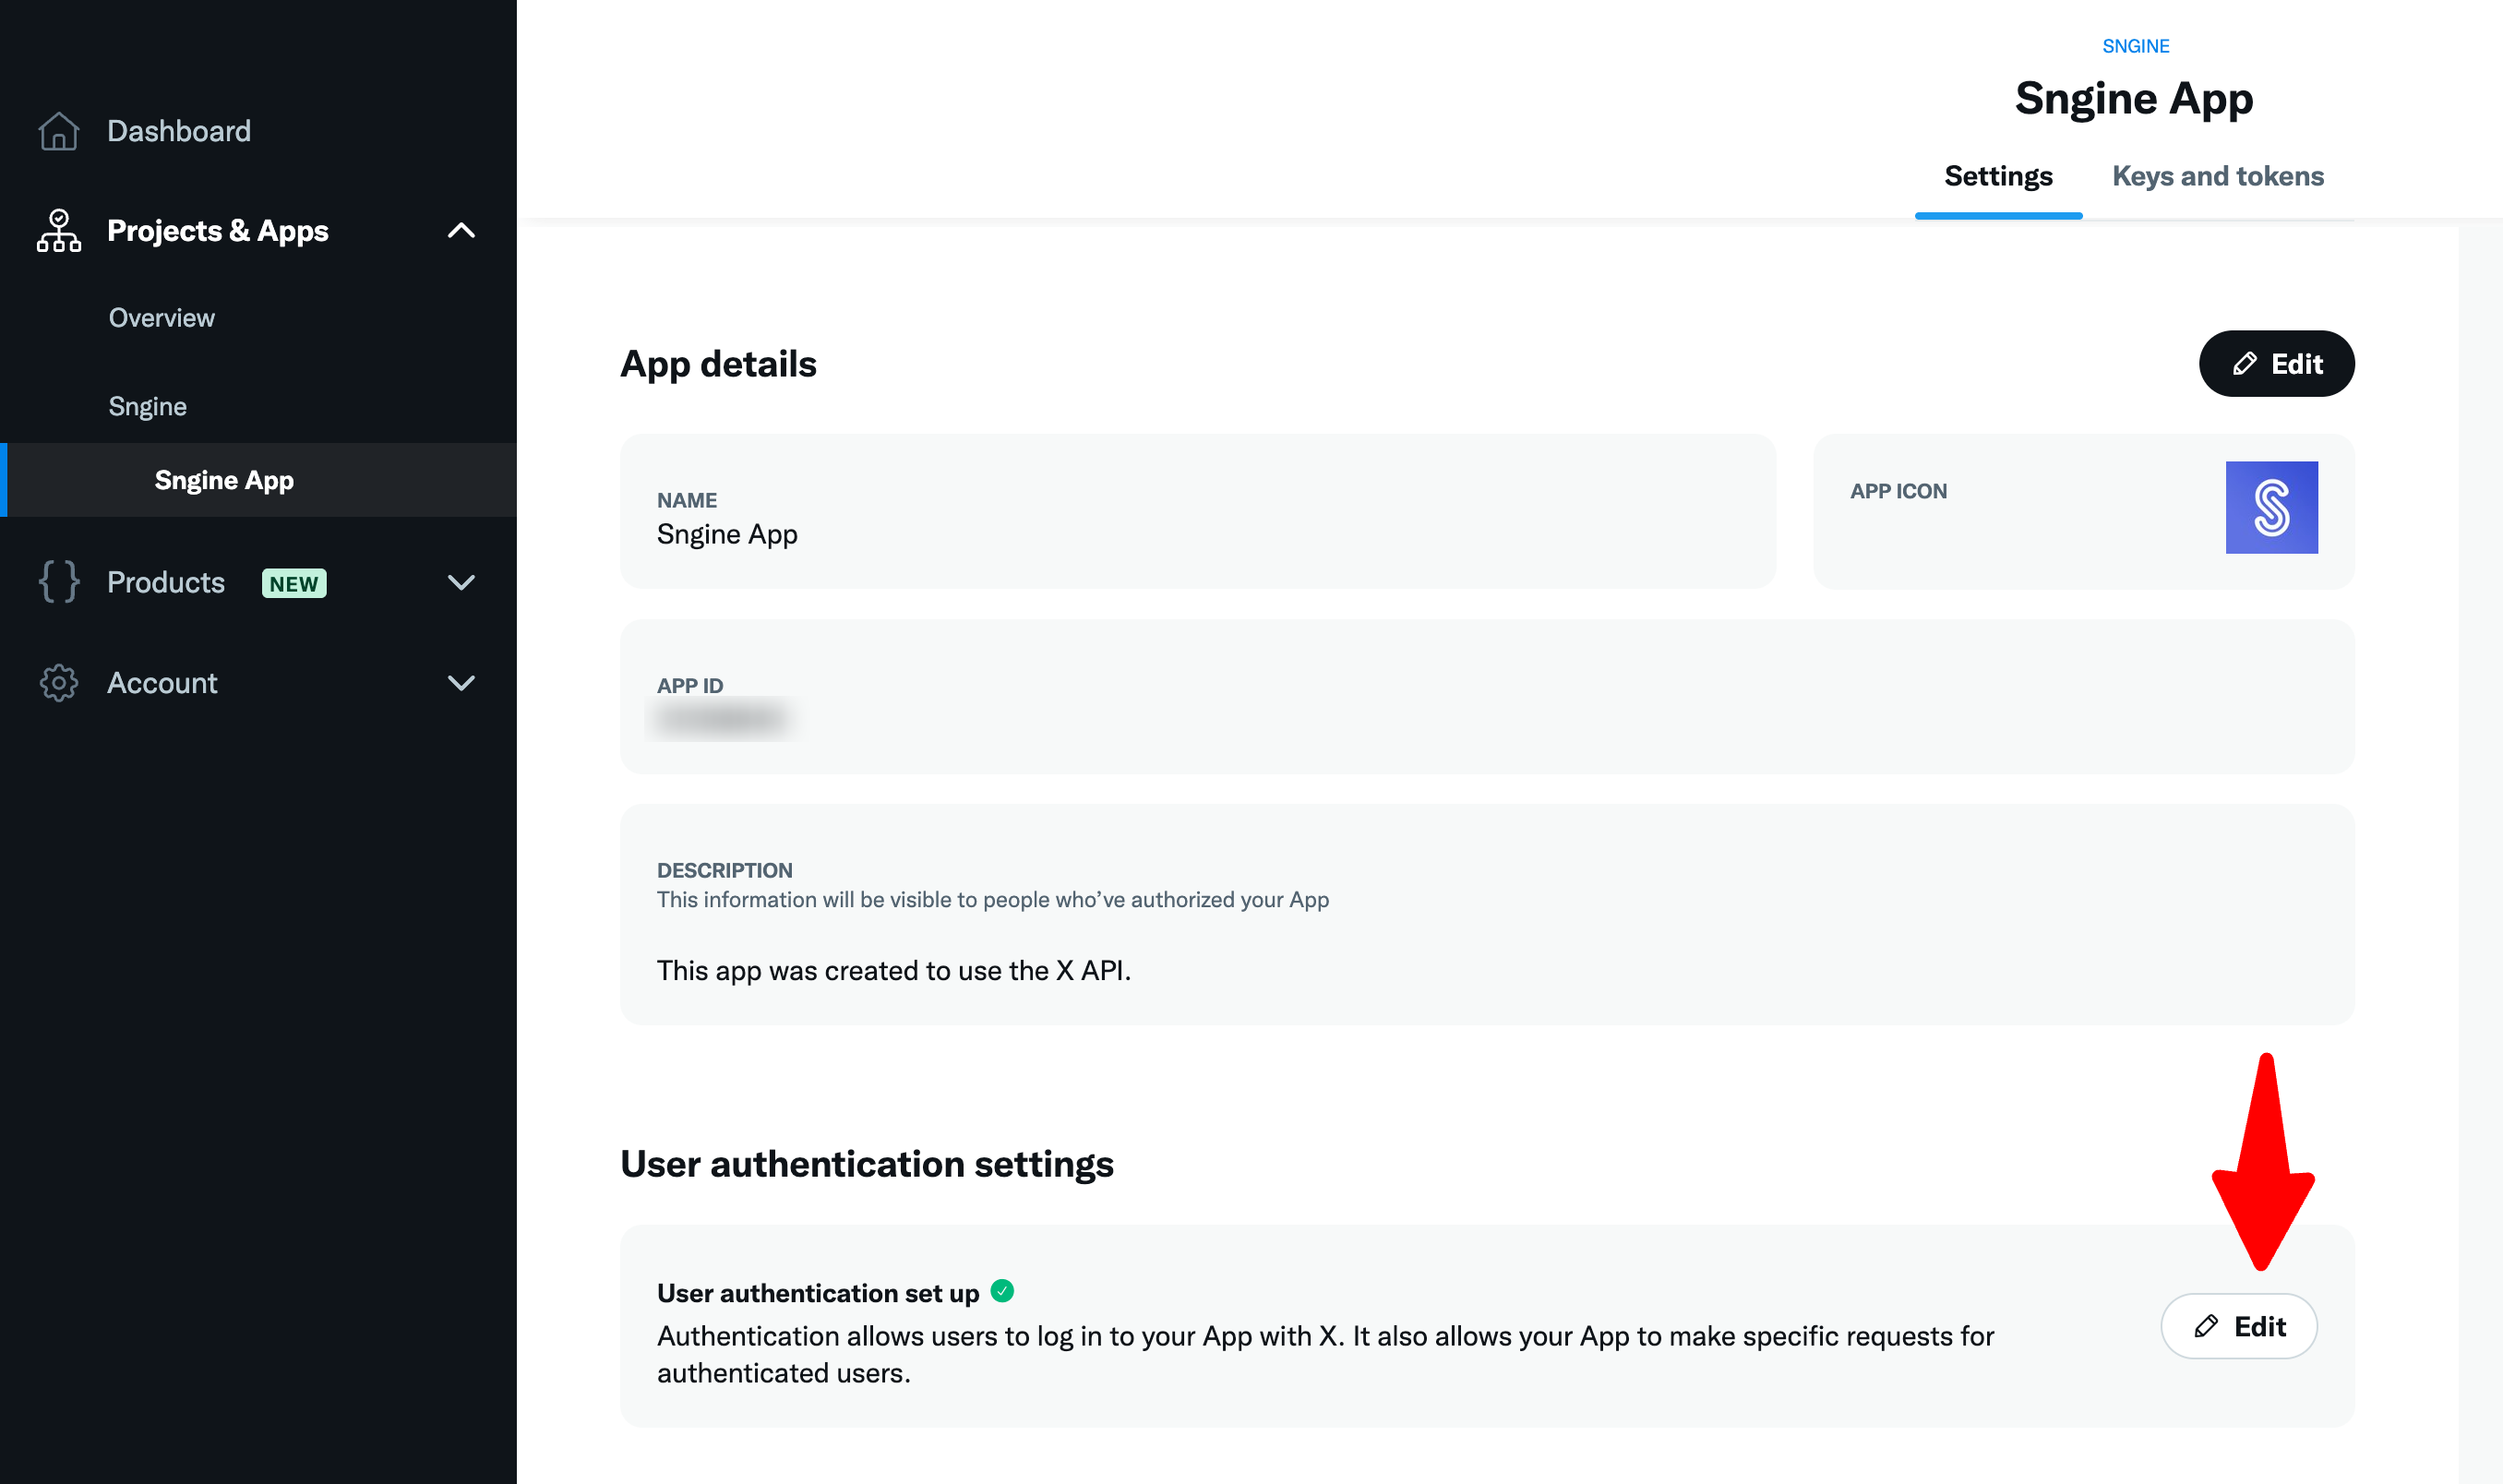 Dashboard
Projects & Apps
Overview
Sngine
Sngine App
Products NEW
Account
SNGINE
Sngine App
Settings Keys and tokens
App details
Edit
NAME
Sngine App
APP ICON
APP ID
DESCRIPTION
This information will be visible to people who’ve authorized your App
This app was created to use the X API.
User authentication settings
User authentication set up
Authentication allows users to log in to your App with X. It also allows your App to make specific requests for
authenticated users.
Edit